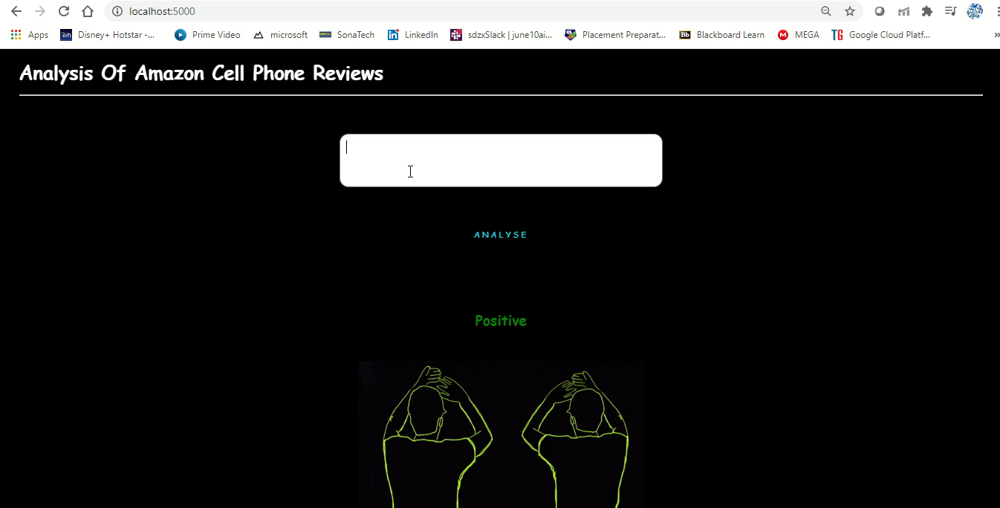 localhost:5000
Apps Disney+ Hotstar -... Prime Video microsoft SonaTech LinkedIn sdzxSlack | june10ai... Placement Preparat... Blackboard Learn MEGA Google Cloud Platf... »
Analysis Of Amazon Cell Phone Reviews
ANALYSE
Positive